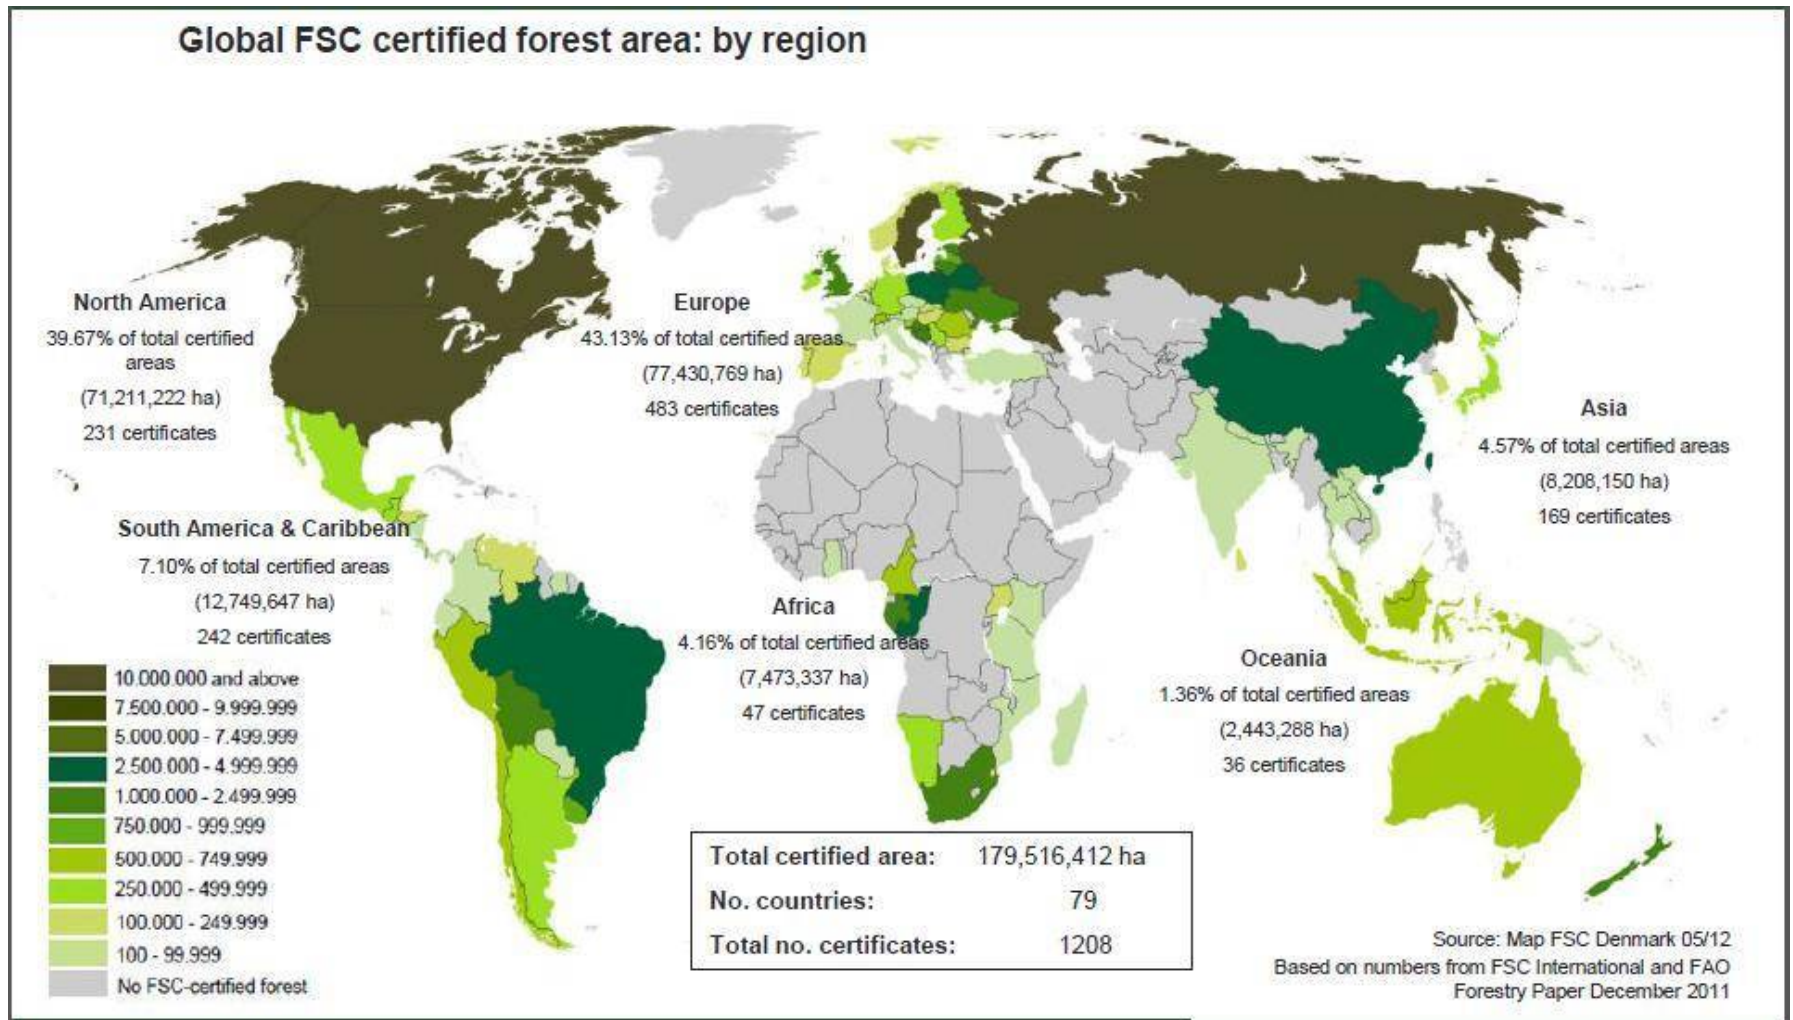 Global FSC certified forest area: by region
North America
39.67% of total certified
areas
(71,211,222 ha)
231 certificates
Europe
43.13% of total certified areas
(77,430,769 ha)
483 certificates
Asia
4.57% of total certified areas
(8,208,150 ha)
169 certificates
South America & Caribbean
7.10% of total certified areas
(12,749,647 ha)
242 certificates
Africa
4.16% of total certified areas
(7,473,337 ha)
47 certificates
Oceania
1.36% of total certified areas
(2,443,288 ha)
36 certificates
10.000.000 and above
7.500.000 - 9.999.999
5.000.000 - 7.499.999
2.500.000 - 4.999.999
1.000.000 - 2.499.999
750.000 - 999.999
500.000 - 749.999
250.000 - 499.999
100.000 - 249.999
100 - 99.999
No FSC-certified forest
Total certified area: 179,516,412 ha
No. countries: 79
Total no. certificates: 1208
Source: Map FSC Denmark 05/12
Based on numbers from FSC International and FAO
Forestry Paper December 2011